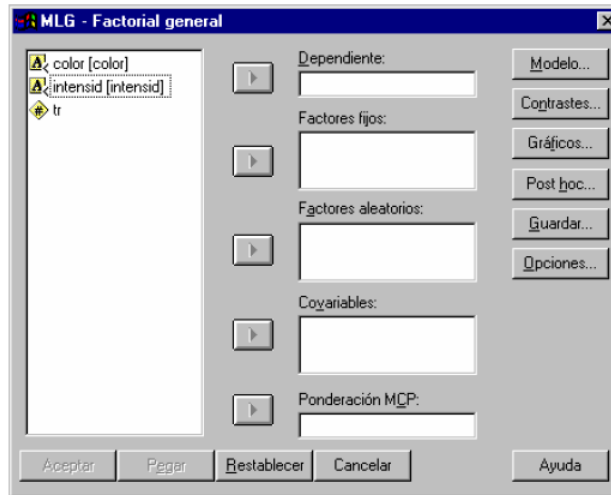 MLG - Factorial general
color [color]
intensid [intensid]
tr
Dependiente:
Factores fijos:
Factores aleatorios:
Covariables:
Ponderación MCP:
Modelo...
Contrastes...
Gráficos...
Post hoc...
Guardar...
Opciones...
Aceptar
Pegar
Restablecer
Cancelar
Ayuda